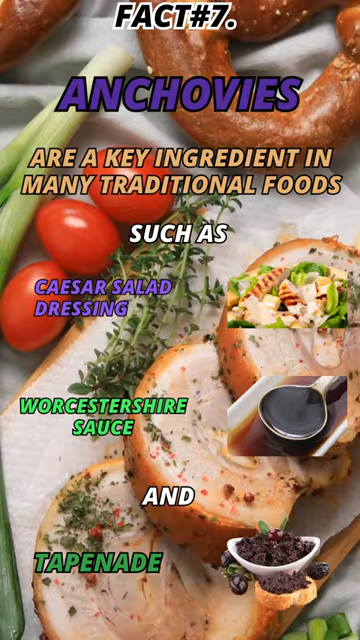 FACT#7.
ANCHOVIES
ARE A KEY INGREDIENT IN
MANY TRADITIONAL FOODS
SUCH AS
CAESAR SALAD
DRESSING
WORCESTERSHIRE
SAUCE
AND
TAPENADE